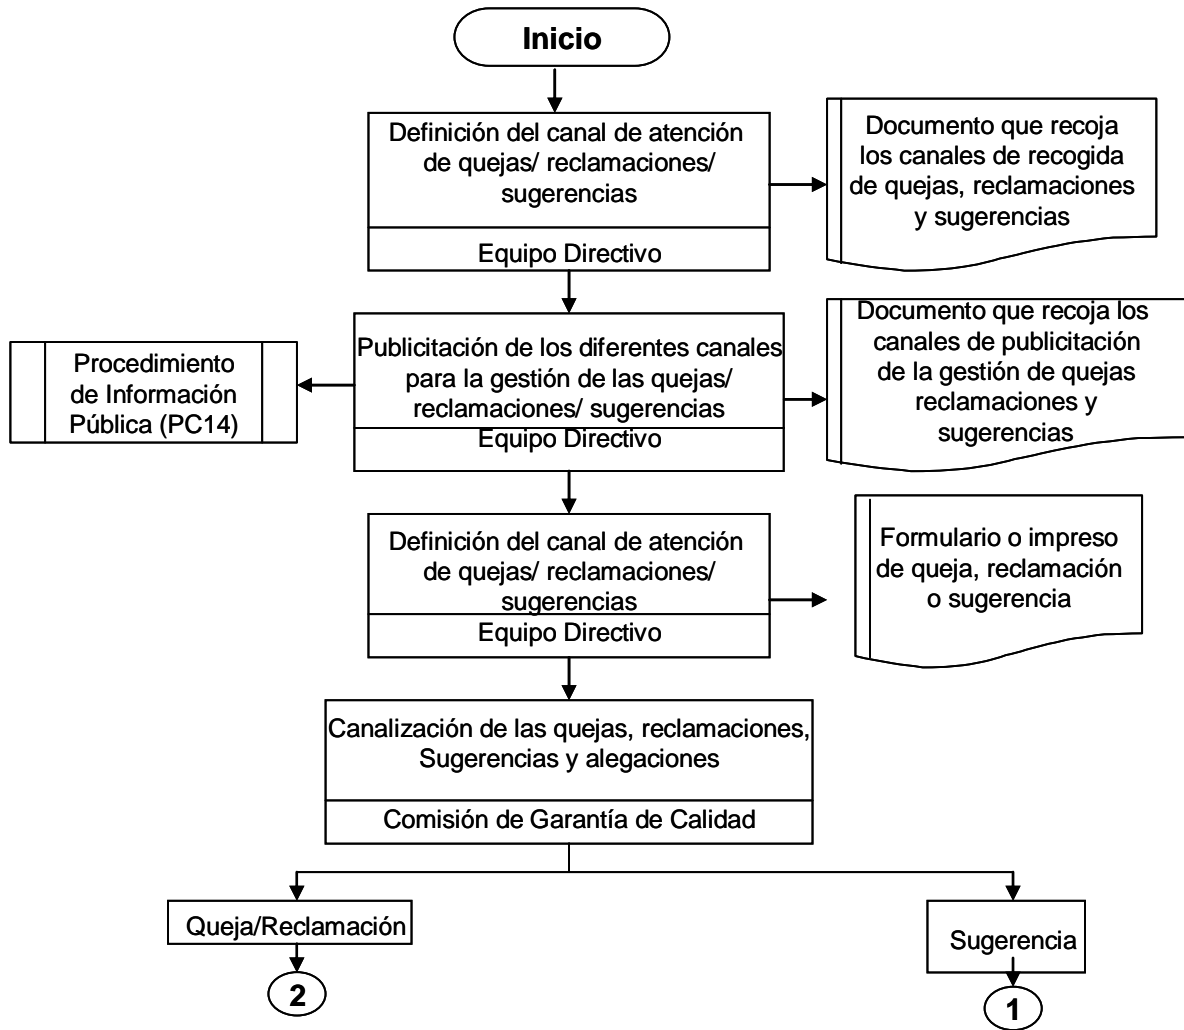 Inicio
Definición del canal de atención
de quejas/ reclamaciones/
sugerencias
Equipo Directivo
Documento que recoja
los canales de recogida
de quejas, reclamaciones
y sugerencias
Publicitación de los diferentes canales
para la gestión de las quejas/
reclamaciones/ sugerencias
Equipo Directivo
Procedimiento
de Información
Pública (PC14)
Documento que recoja los
canales de publicitación
de la gestión de quejas
reclamaciones y
sugerencias
Definición del canal de atención
de quejas/ reclamaciones/
sugerencias
Equipo Directivo
Formulario o impreso
de queja, reclamación
o sugerencia
Canalización de las quejas, reclamaciones,
Sugerencias y alegaciones
Comisión de Garantía de Calidad
Queja/Reclamación
2
Sugerencia
1